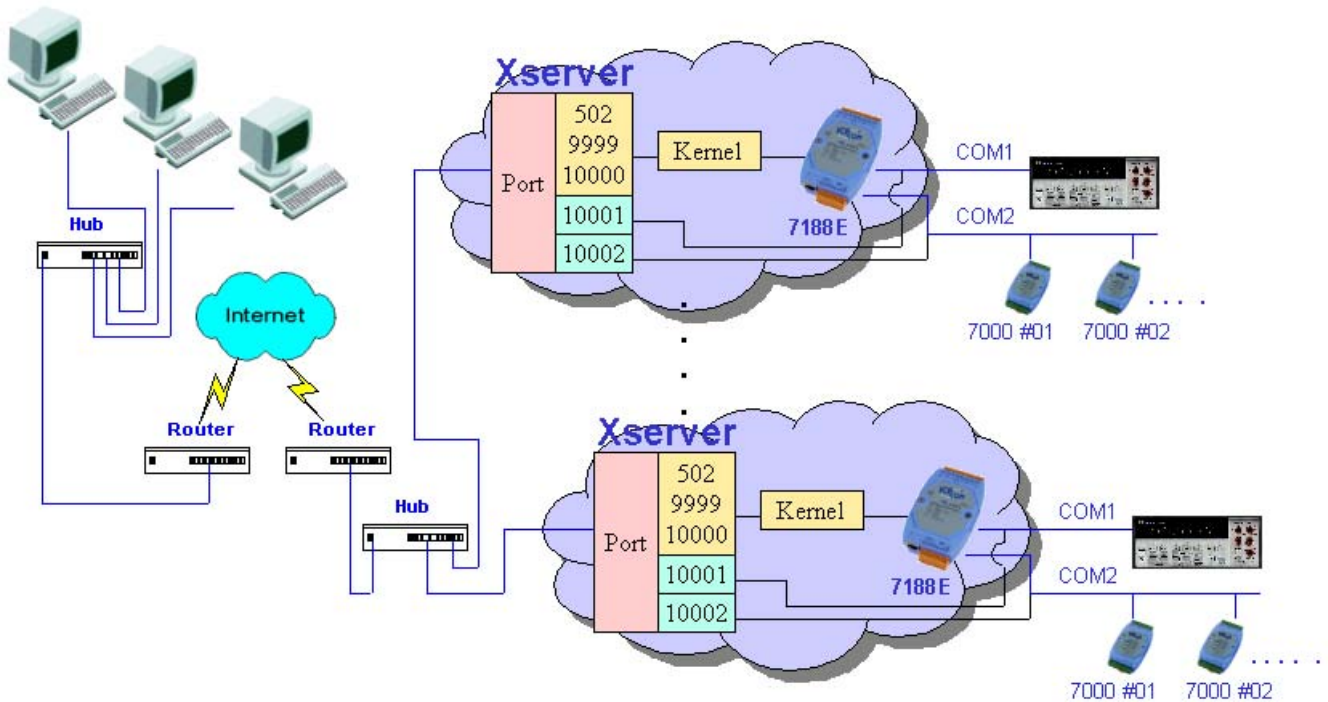 Hub
Internet
Router
Router
Hub
Xserver
Port
502
9999
10000
10001
10002
Kernel
7188E
COM1
COM2
7000 #01
7000 #02
. . . .
Xserver
Port
502
9999
10000
10001
10002
Kernel
7188E
COM1
COM2
7000 #01
7000 #02
. . . . .